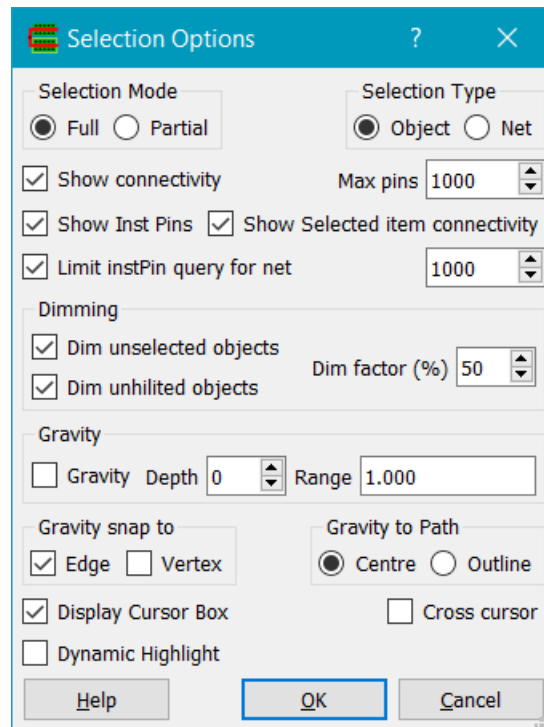 Selection Options ?
Selection Mode Selection Type
Full Partial Object Net
Show connectivity Max pins 1000
Show Inst Pins Show Selected item connectivity
Limit instPin query for net 1000
Dimming
Dim unselected objects
Dim factor (%) 50
Dim unhilited objects
Gravity
Gravity Depth 0 Range 1.000
Gravity snap to Gravity to Path
Edge Vertex Centre Outline
Display Cursor Box Cross cursor
Dynamic Highlight
Help OK Cancel